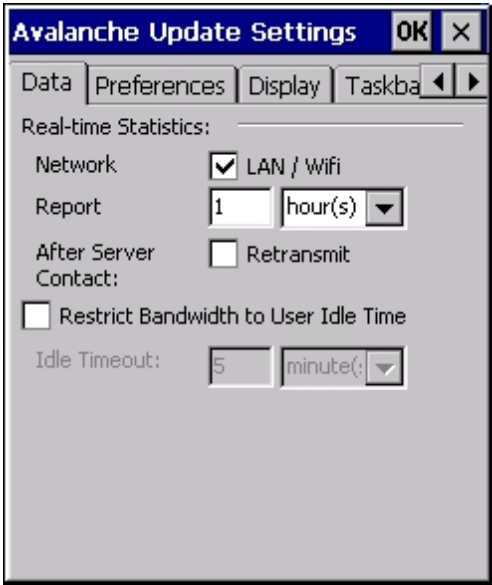 Avalanche Update Settings OK
Data Preferences Display Taskba
Real-time Statistics:
Network LAN / Wifi
Report 1 hour(s)
After Server Contact: Retransmit
Restrict Bandwidth to User Idle Time
Idle Timeout: 5 minute(: